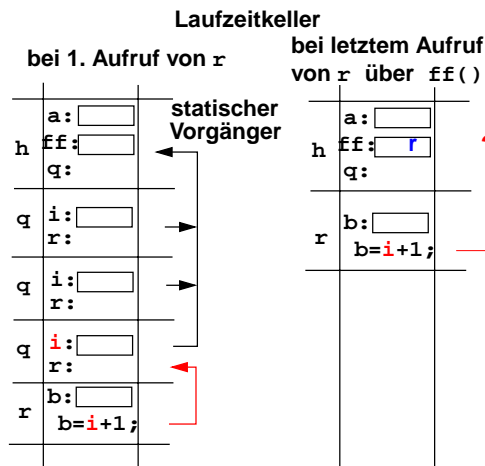 Laufzeitkeller
bei 1. Aufruf von r
statischer
Vorgänger
h
a:
ff:
q:
q
i:
r:
q
i:
r:
q
i:
r:
r
b:
b=i+1;
bei letztem Aufruf
von r über ff()
h
a:
ff: r
q:
r
b:
b=i+1;